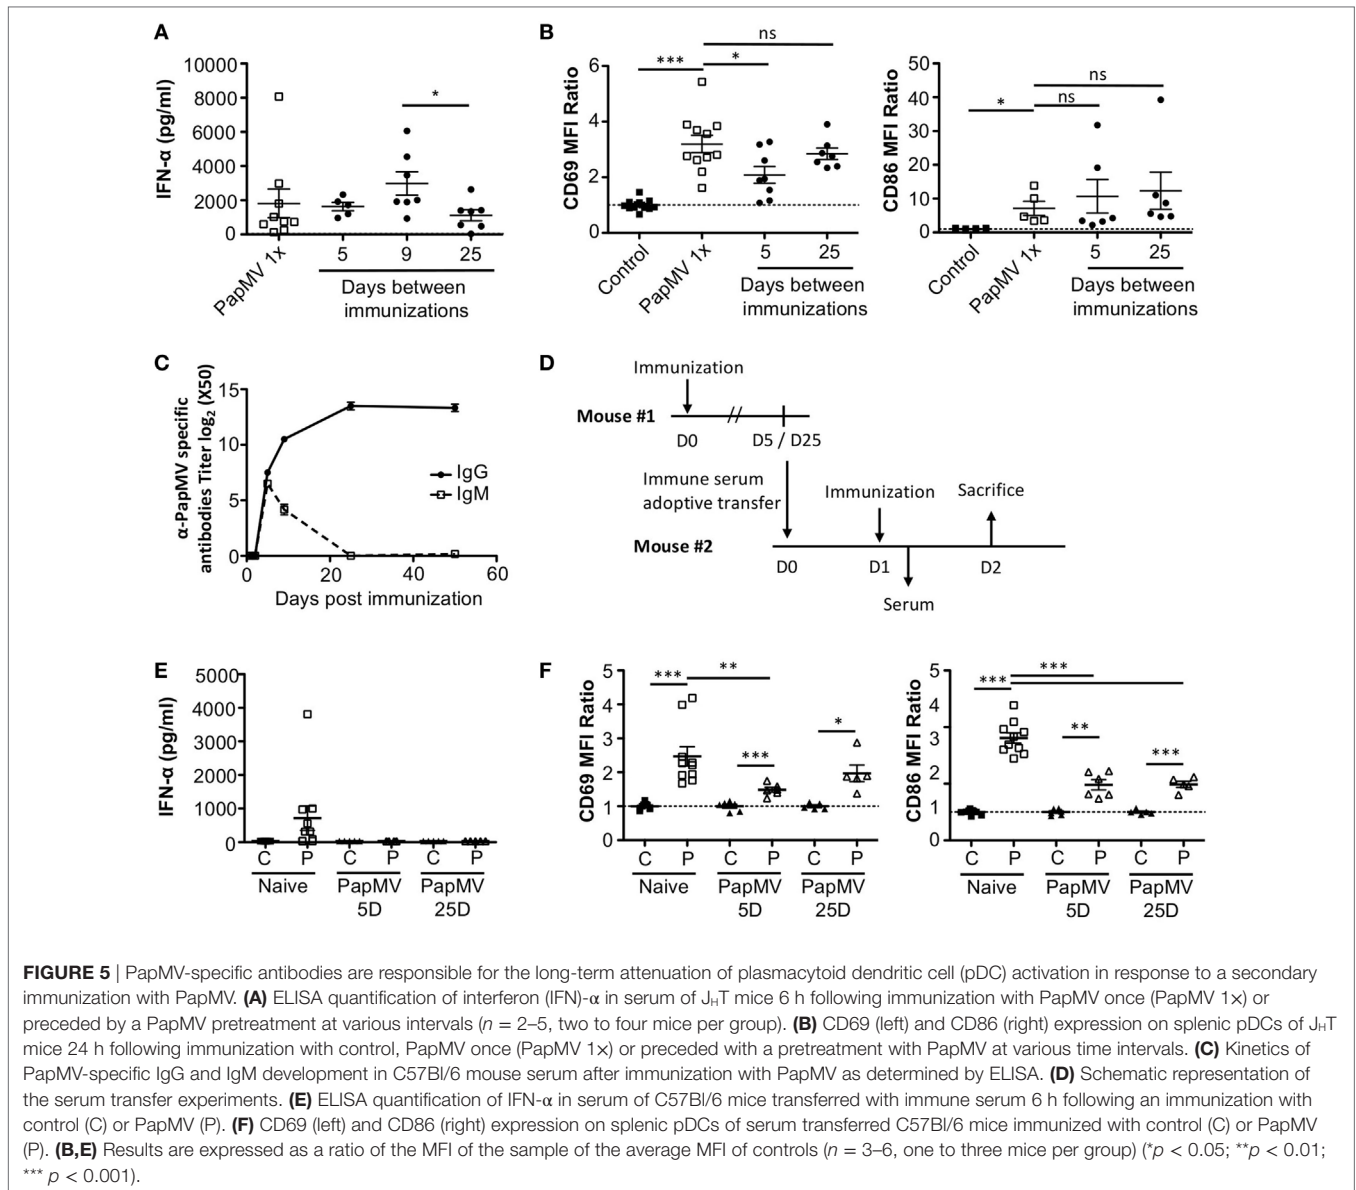 A
IFN-α (pg/ml)
10000
8000
6000
4000
2000
0
*
PapMV 1x
5
9
25
Days between
immunizations
B
CD69 MFI Ratio
6
4
2
0
ns
***
*
Control
PapMV 1x
5
25
Days between
immunizations
CD86 MFI Ratio
50
40
30
20
10
0
ns
*
ns
Control
PapMV 1x
5
25
Days between
immunizations
C
α-PapMV specific
antibodies Titer log₂ (X50)
15
10
5
0
IgG
IgM
0
20
40
60
Days post immunization
D
Immunization
Mouse #1
D0
D5 / D25
Immune serum
adoptive transfer
Immunization
Sacrifice
Mouse #2
D0
D1
D2
Serum
E
IFN-α (pg/ml)
5000
4000
3000
2000
1000
0
C P C P C P
Naive
PapMV
5D
PapMV
25D
F
CD69 MFI Ratio
5
4
3
2
1
0
***
**
***
*
C P C P C P
Naive
PapMV
5D
PapMV
25D
CD86 MFI Ratio
5
4
3
2
1
0
***
***
**
***
C P C P C P
Naive
PapMV
5D
PapMV
25D
FIGURE 5 | PapMV-specific antibodies are responsible for the long-term attenuation of plasmacytoid dendritic cell (pDC) activation in response to a secondary
immunization with PapMV. (A) ELISA quantification of interferon (IFN)-α in serum of JHT mice 6 h following immunization with PapMV once (PapMV 1×) or
preceded by a PapMV pretreatment at various intervals (n = 2–5, two to four mice per group). (B) CD69 (left) and CD86 (right) expression on splenic pDCs of JHT
mice 24 h following immunization with control, PapMV once (PapMV 1×) or preceded with a pretreatment with PapMV at various time intervals. (C) Kinetics of
PapMV-specific IgG and IgM development in C57Bl/6 mouse serum after immunization with PapMV as determined by ELISA. (D) Schematic representation of
the serum transfer experiments. (E) ELISA quantification of IFN-α in serum of C57Bl/6 mice transferred with immune serum 6 h following an immunization with
control (C) or PapMV (P). (F) CD69 (left) and CD86 (right) expression on splenic pDCs of serum transferred C57Bl/6 mice immunized with control (C) or PapMV
(P). (B,E) Results are expressed as a ratio of the MFI of the sample of the average MFI of controls (n = 3–6, one to three mice per group) (*p < 0.05; **p < 0.01;
*** p < 0.001).